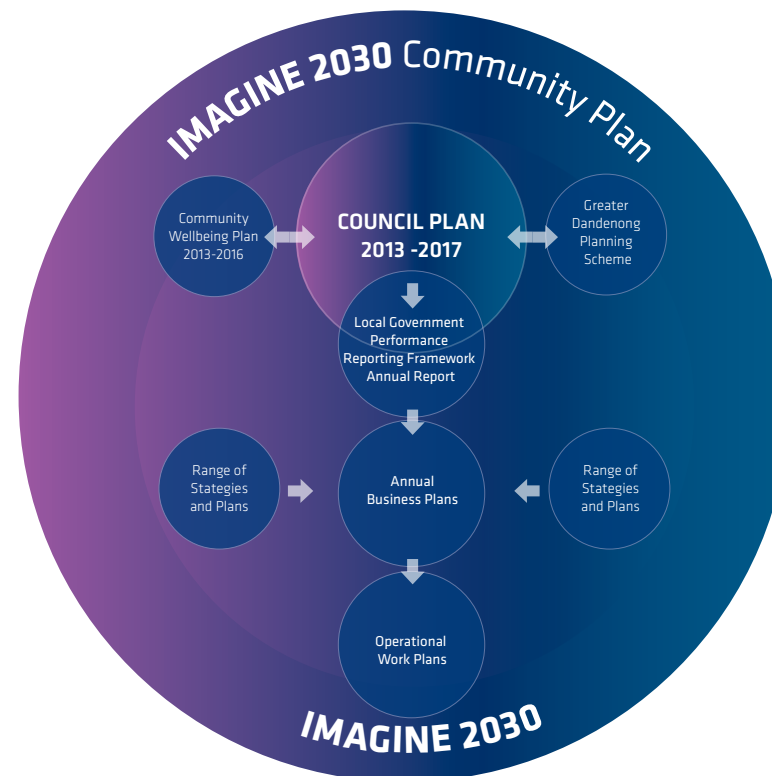 IMAGINE 2030 Community Plan
Community
Wellbeing Plan
2013-2016
COUNCIL PLAN
2013 -2017
Greater
Dandenong
Planning
Scheme
Local Government
Performance
Reporting Framework
Annual Report
Range of
Stategies
and Plans
Annual
Business Plans
Range of
Stategies
and Plans
Operational
Work Plans
IMAGINE 2030